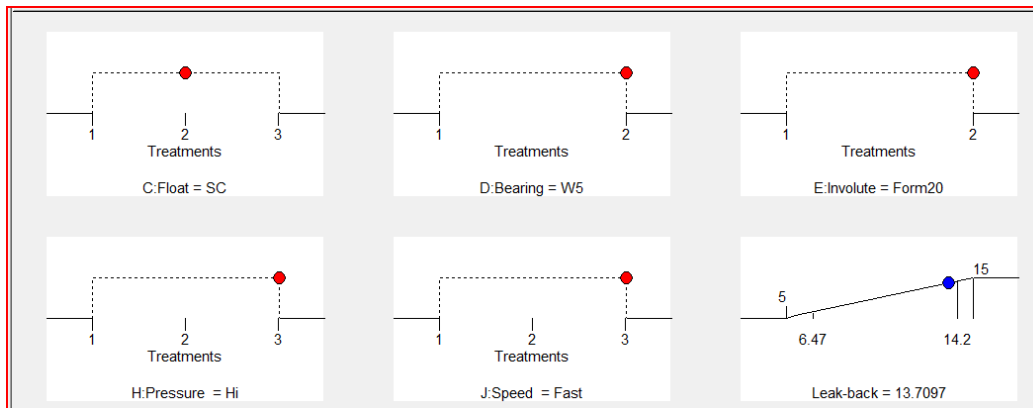 1 2 3
Treatments
C:Float = SC
1 2
Treatments
D:Bearing = W5
1 2
Treatments
E:Involute = Form20
1 2 3
Treatments
H:Pressure = Hi
1 2 3
Treatments
J:Speed = Fast
5 15
6.47 14.2
Leak-back = 13.7097